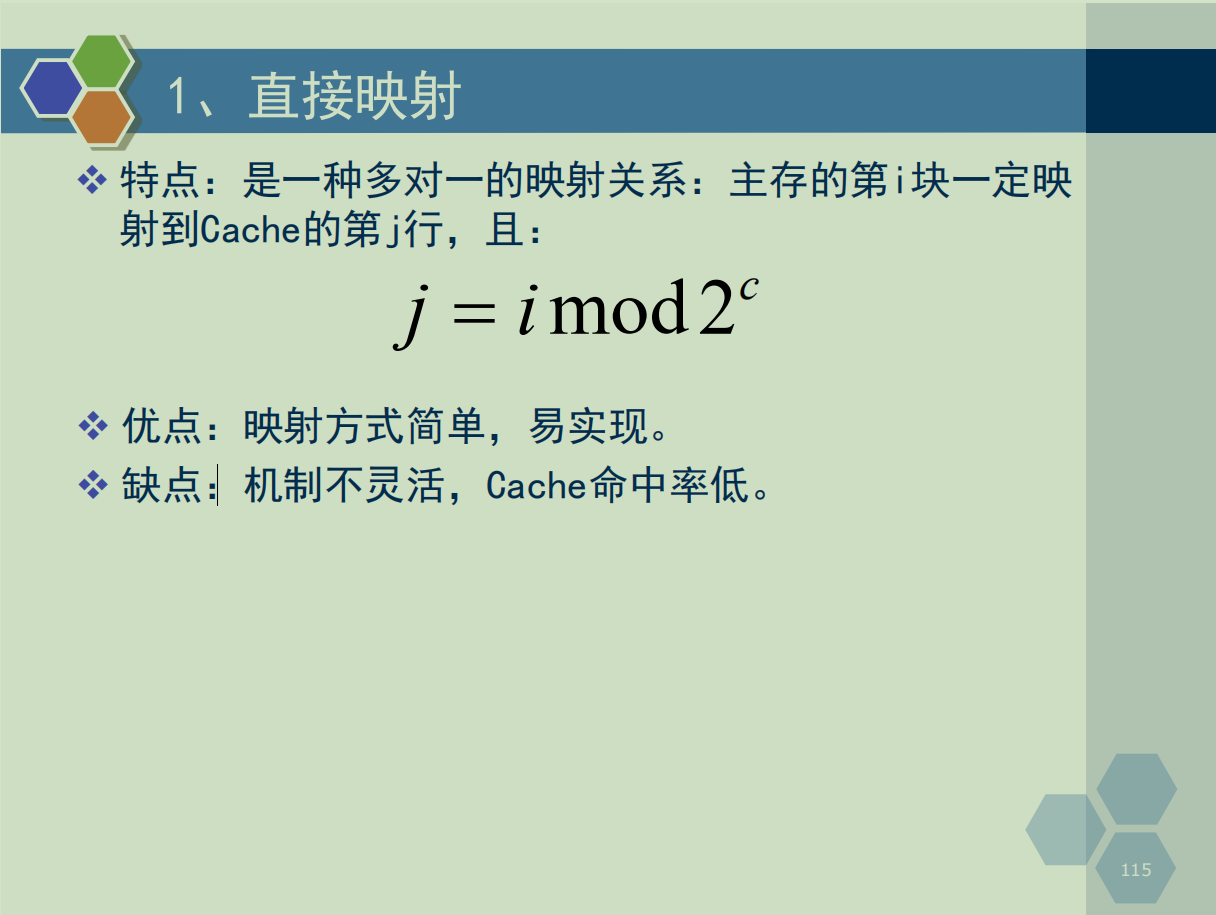 1、直接映射
特点：是一种多对一的映射关系：主存的第i块一定映
射到Cache的第j行，且：
j = i mod 2^c
优点：映射方式简单，易实现。
缺点：机制不灵活，Cache命中率低。
115